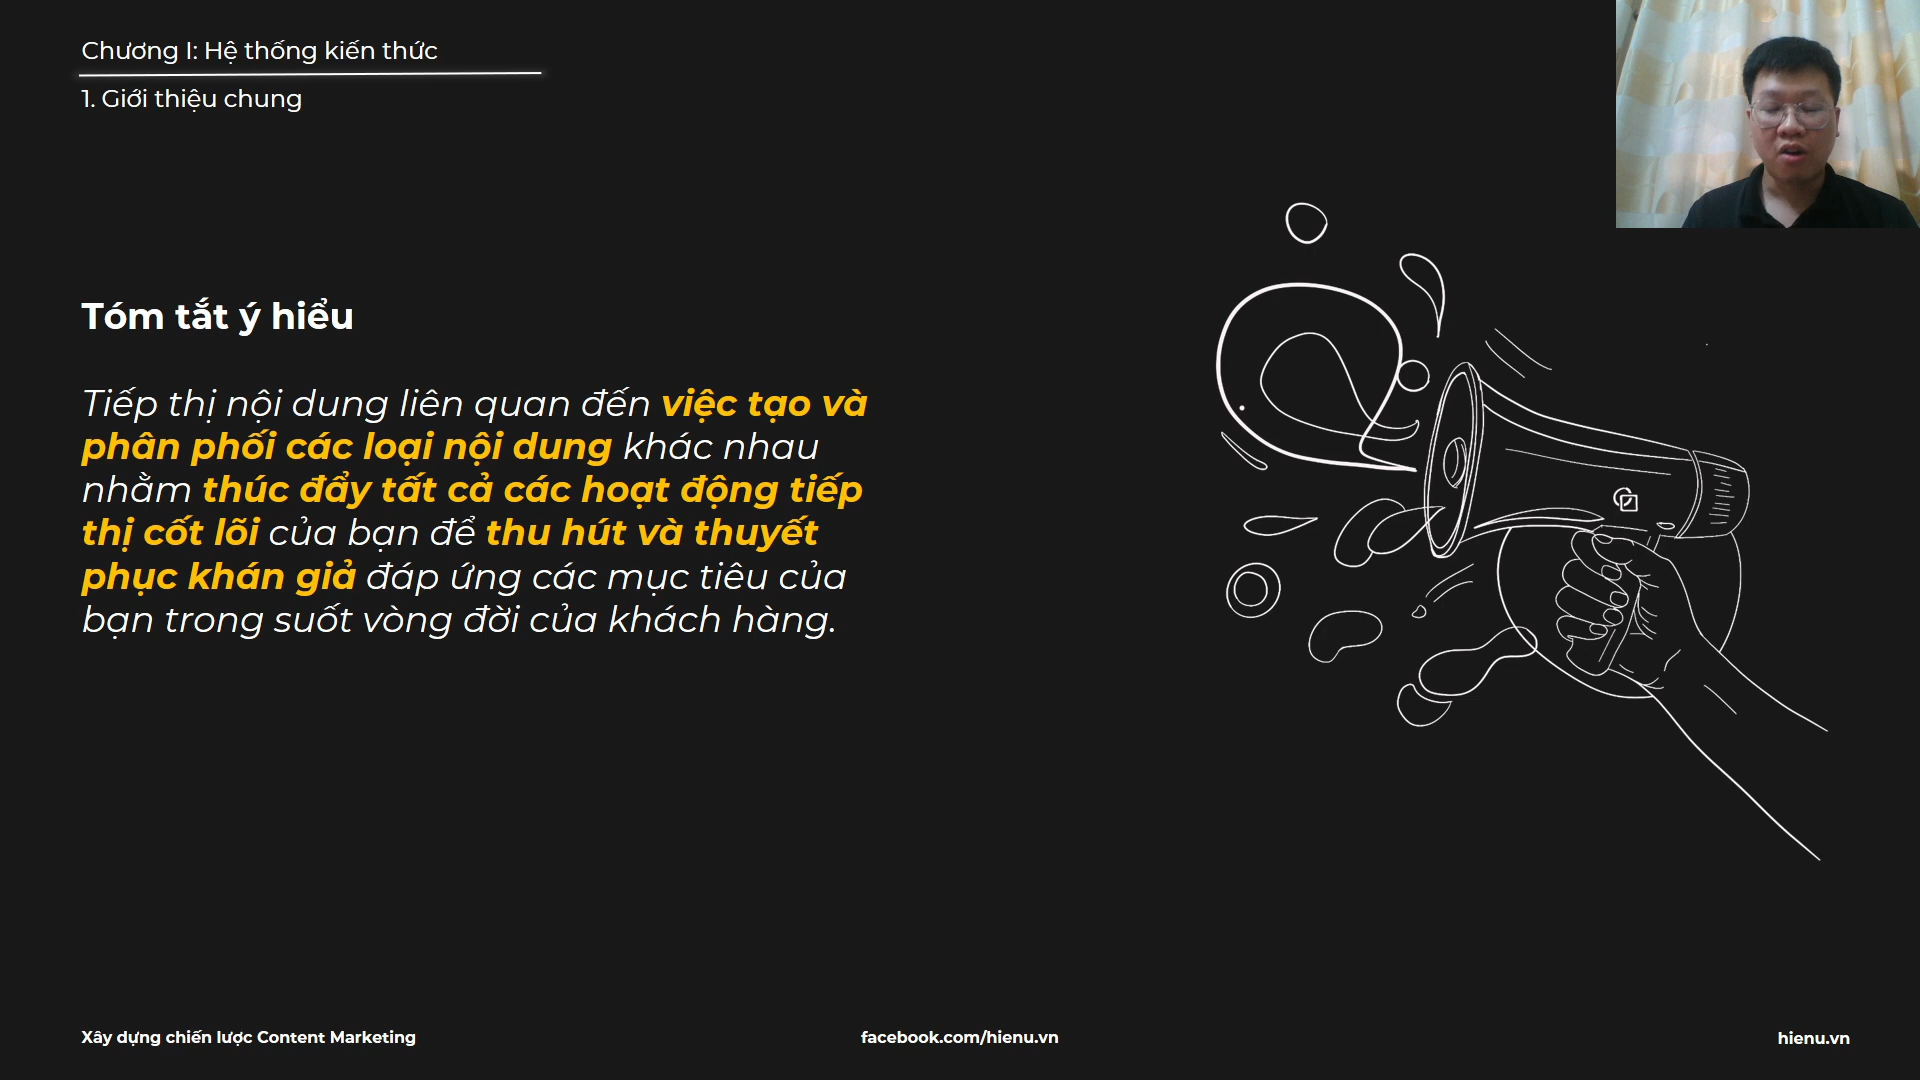 Chương I: Hệ thống kiến thức
1. Giới thiệu chung
Tóm tắt ý hiểu
Tiếp thị nội dung liên quan đến việc tạo và
phân phối các loại nội dung khác nhau
nhằm thúc đẩy tất cả các hoạt động tiếp
thị cốt lõi của bạn để thu hút và thuyết
phục khán giả đáp ứng các mục tiêu của
bạn trong suốt vòng đời của khách hàng.
Xây dựng chiến lược Content Marketing
facebook.com/hienu.vn
hienu.vn